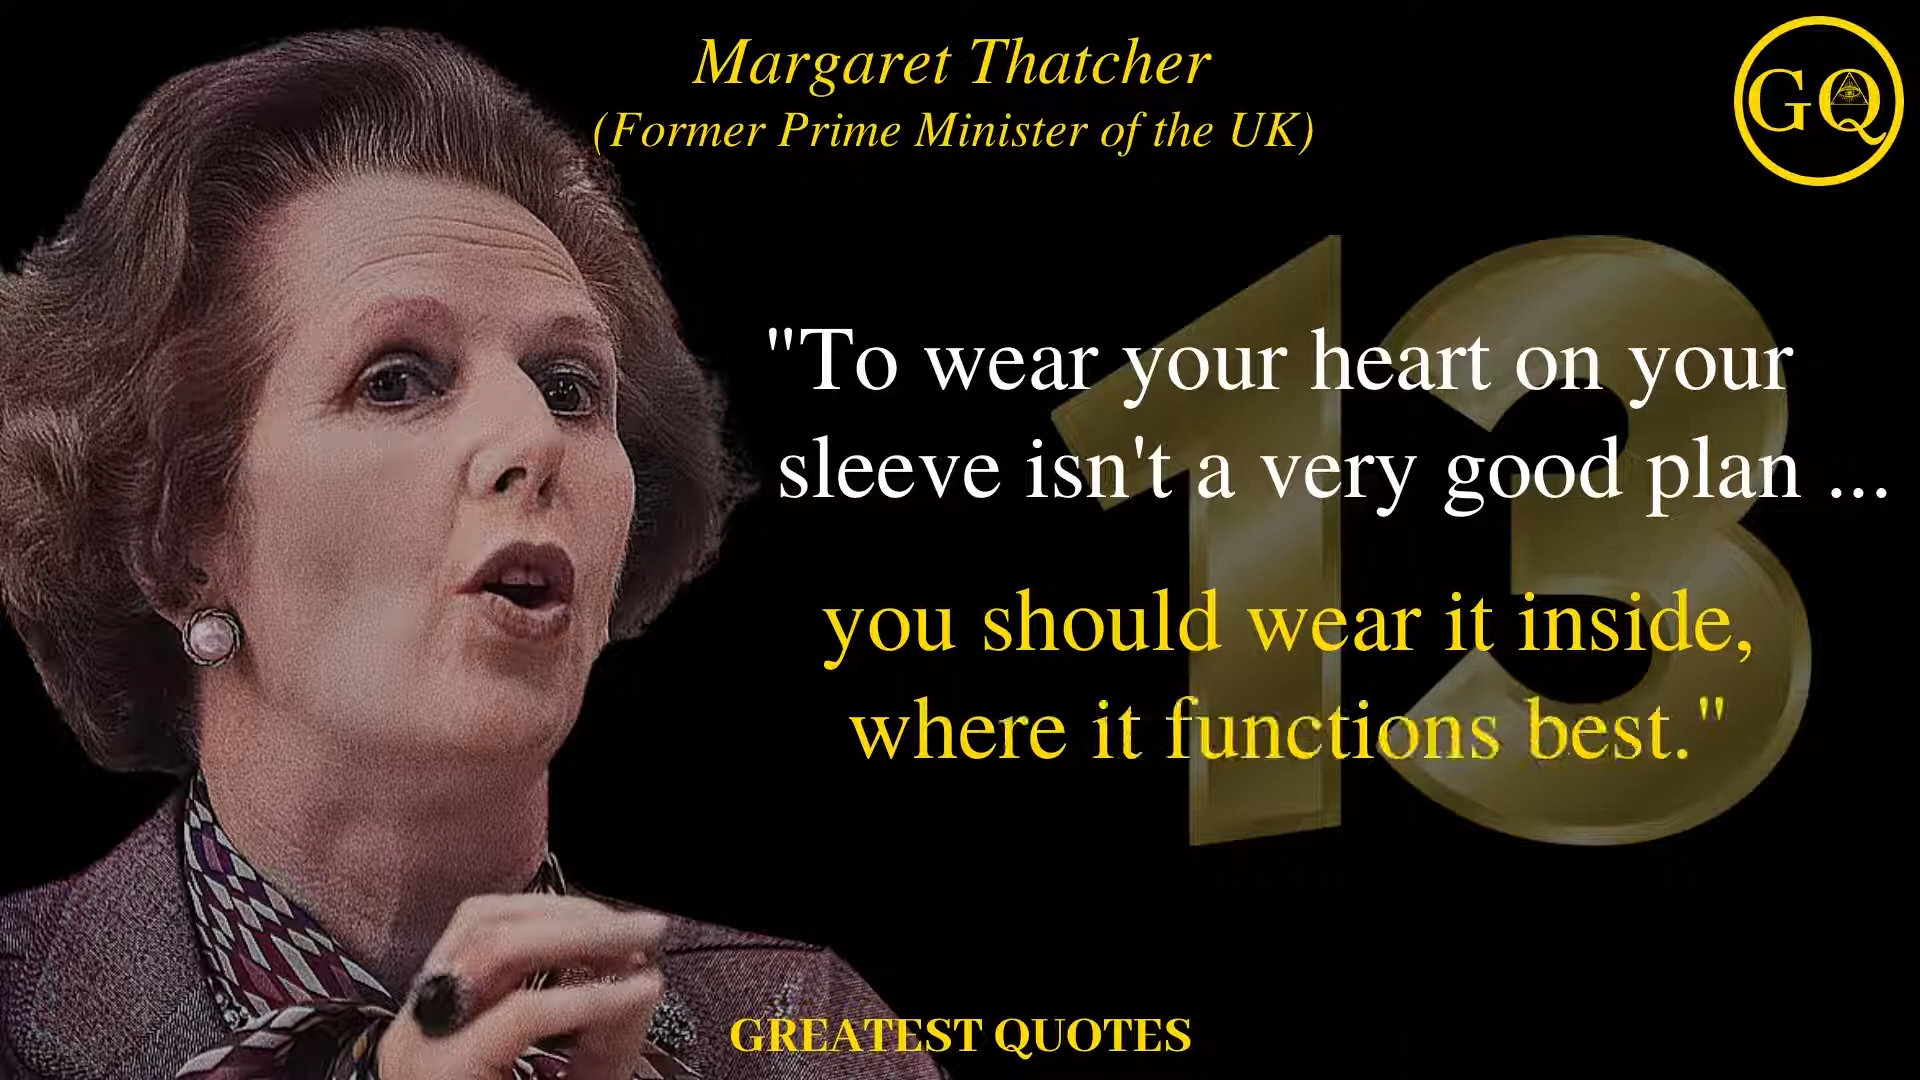 Margaret Thatcher
(Former Prime Minister of the UK)
GQ
13
"To wear your heart on your
sleeve isn't a very good plan ...
you should wear it inside,
where it functions best."
GREATEST QUOTES